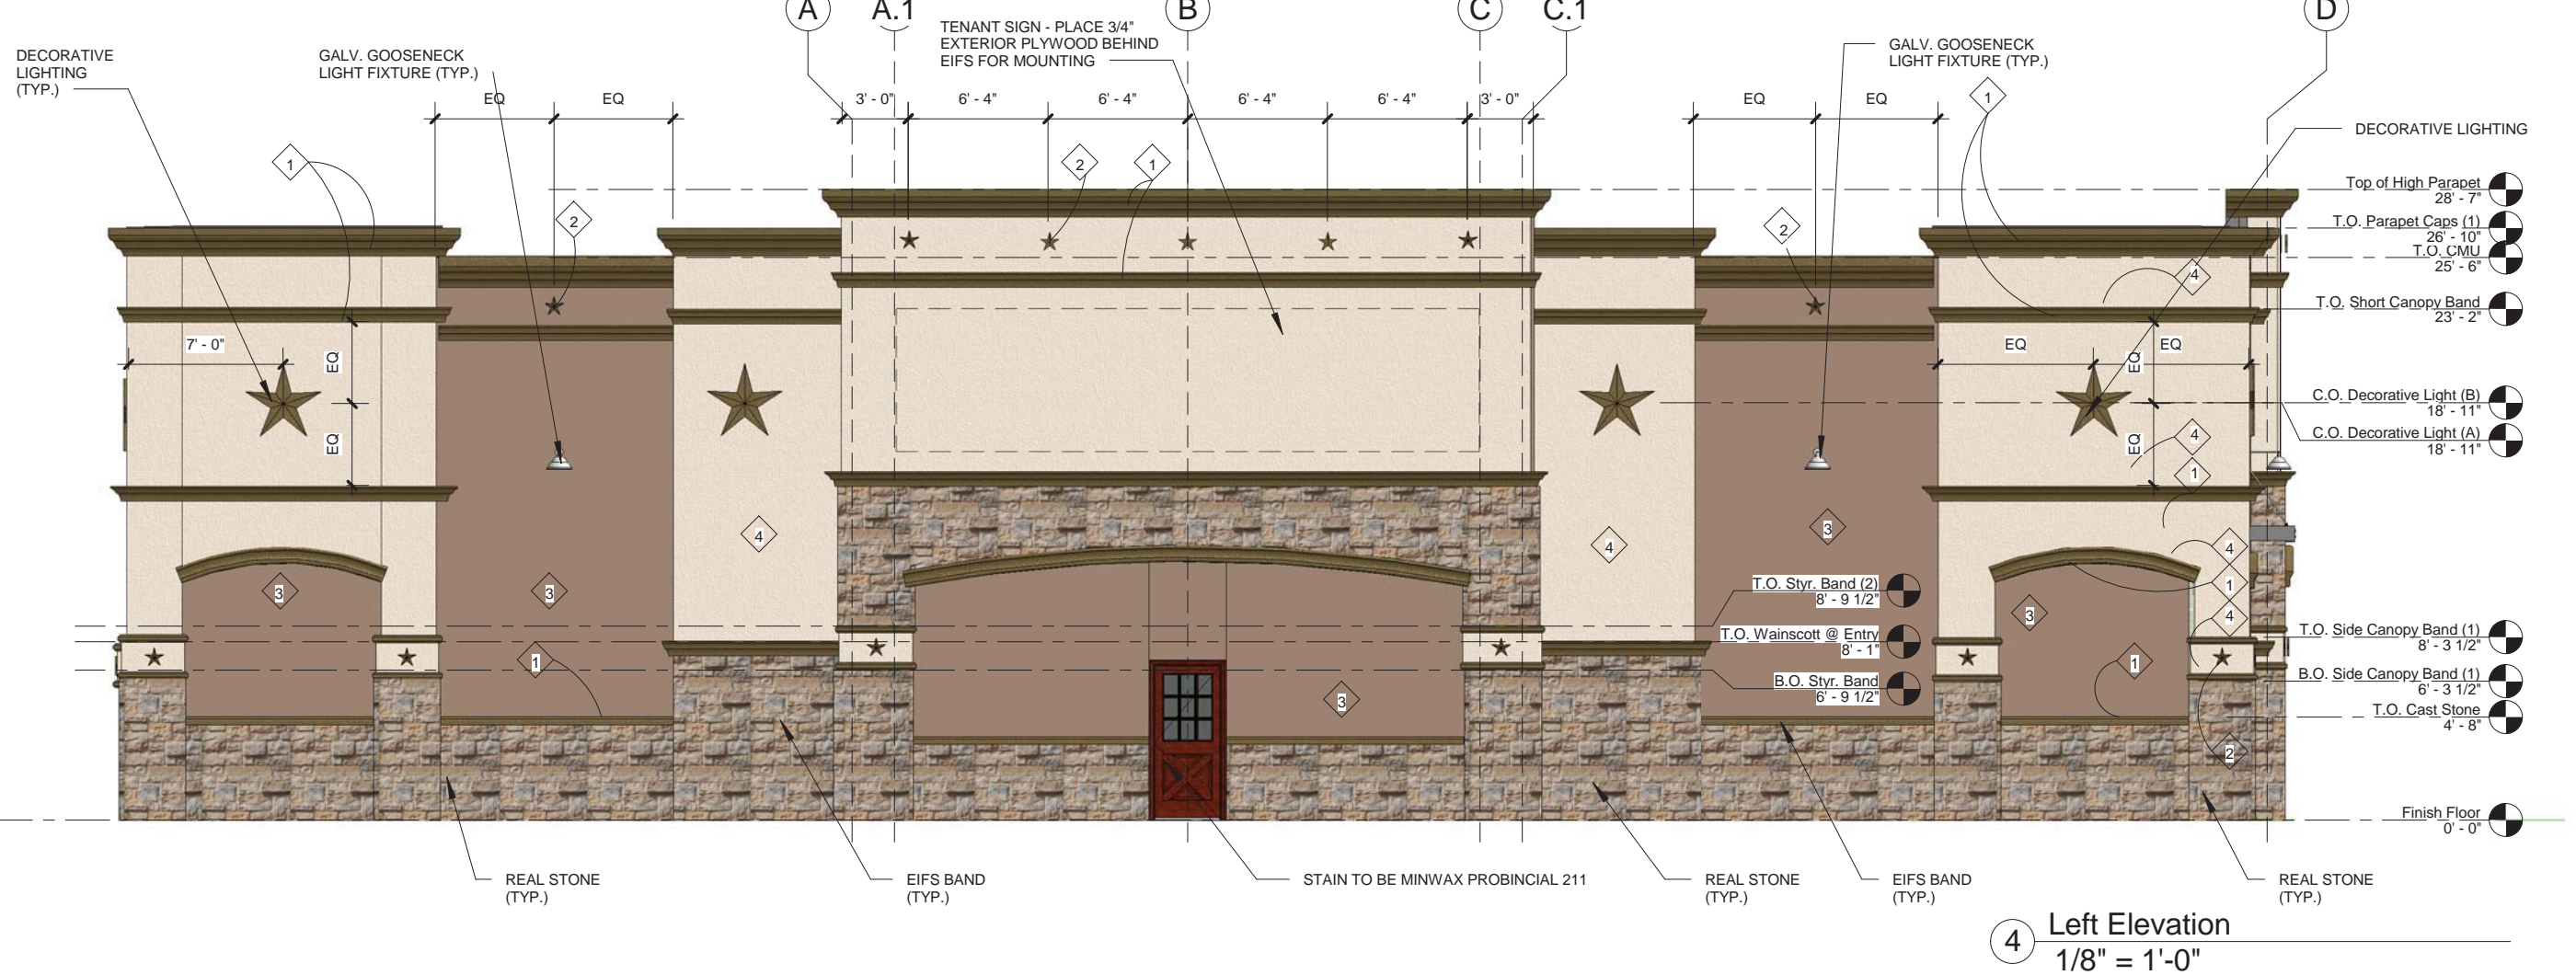 A
A.1
B
C
C.1
D
TENANT SIGN - PLACE 3/4"
EXTERIOR PLYWOOD BEHIND
EIFS FOR MOUNTING
DECORATIVE
LIGHTING
(TYP.)
GALV. GOOSENECK
LIGHT FIXTURE (TYP.)
GALV. GOOSENECK
LIGHT FIXTURE (TYP.)
EQ
EQ
3' - 0"
6' - 4"
6' - 4"
6' - 4"
6' - 4"
3' - 0"
EQ
EQ
1
DECORATIVE LIGHTING
1
2
1
2
2
Top of High Parapet
28' - 7"
T.O. Parapet Caps (1)
26' - 10"
T.O. CMU
25' - 6"
4
T.O. Short Canopy Band
23' - 2"
7' - 0"
EQ
EQ
EQ
EQ
EQ
EQ
C.O. Decorative Light (B)
18' - 11"
C.O. Decorative Light (A)
18' - 11"
4
1
4
4
3
4
3
3
1
3
4
T.O. Styr. Band (2)
8' - 9 1/2"
T.O. Wainscott @ Entry
8' - 1"
B.O. Styr. Band
6' - 9 1/2"
T.O. Side Canopy Band (1)
8' - 3 1/2"
B.O. Side Canopy Band (1)
6' - 3 1/2"
T.O. Cast Stone
4' - 8"
1
3
1
2
Finish Floor
0' - 0"
REAL STONE
(TYP.)
EIFS BAND
(TYP.)
STAIN TO BE MINWAX PROBINCIAL 211
REAL STONE
(TYP.)
EIFS BAND
(TYP.)
REAL STONE
(TYP.)
4
Left Elevation
1/8" = 1'-0"